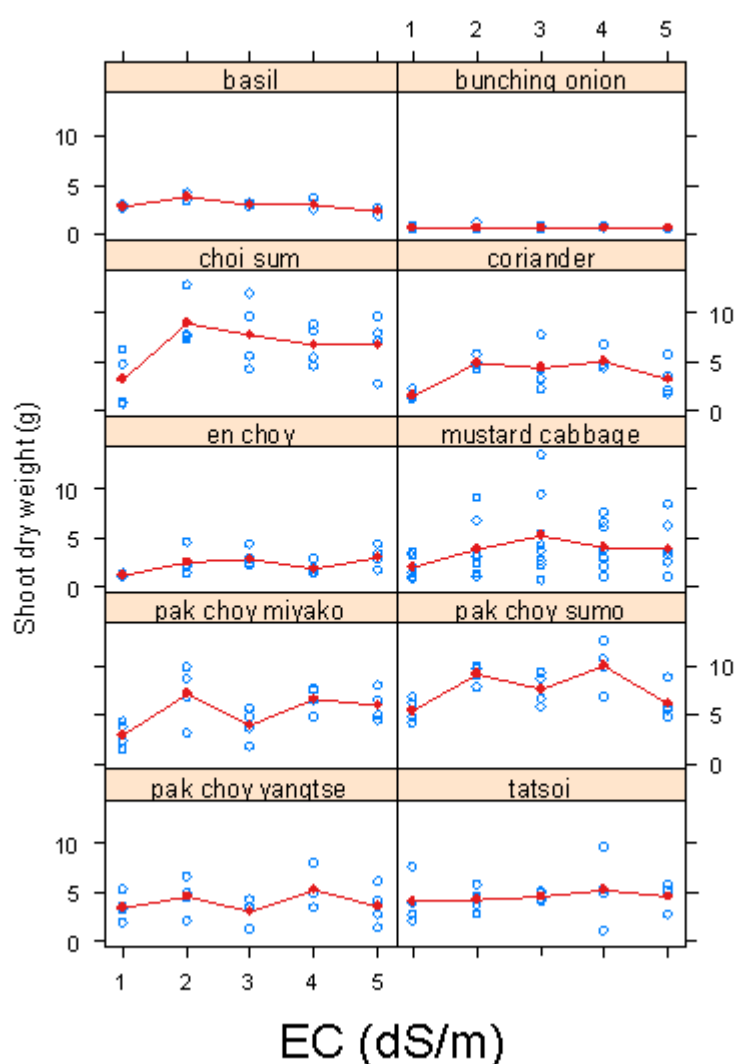 1 2 3 4 5
basil bunching onion
10
5
0
choi sum coriander
10
5
0
en choy mustard cabbage
10
5
0
pak choy miyako pak choy sumo
10
5
0
pak choy yangtse tatsoi
10
5
0
1 2 3 4 5
Shoot dry weight (g)
EC (dS/m)